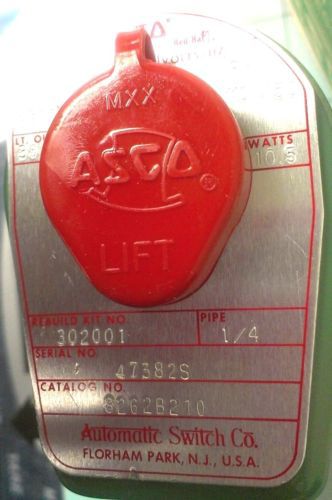 MXX
ASCO®
LIFT
WATTS
10.5
REBUILD KIT NO.
302001
PIPE
1/4
SERIAL NO.
47382S
CATALOG NO.
8262B210
Automatic Switch Co.
FLORHAM PARK, N.J., U.S.A.